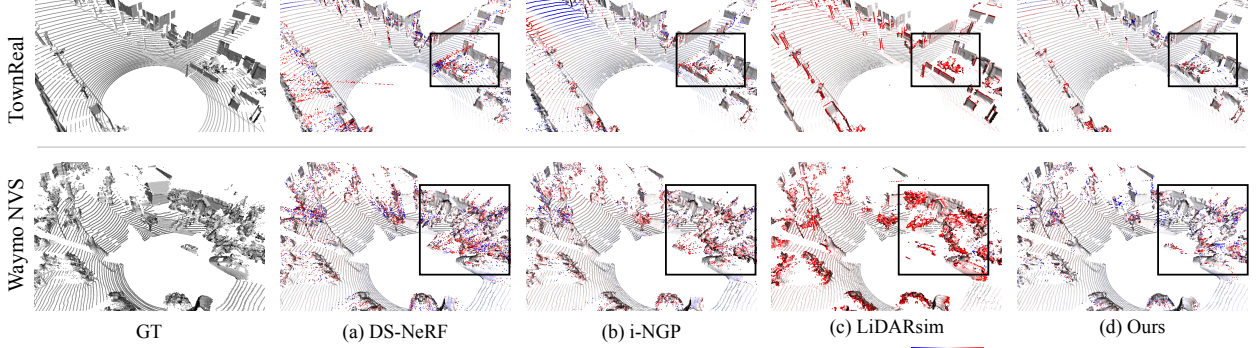 TownReal
Waymo NVS
GT
(a) DS-NeRF
(b) i-NGP
(c) LiDARsim
(d) Ours